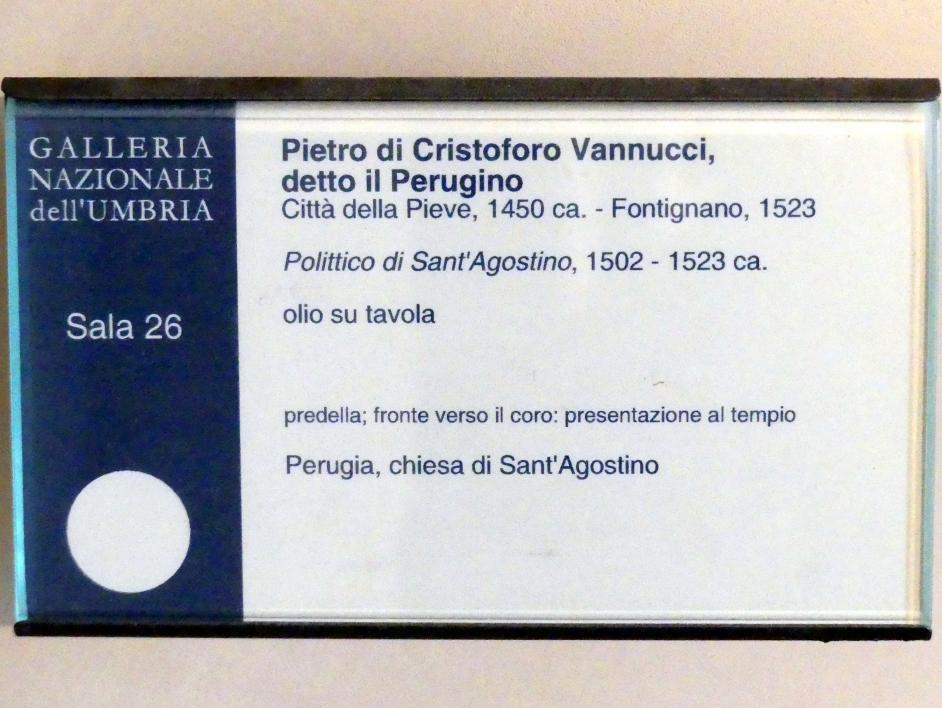 GALLERIA
NAZIONALE
dell'UMBRIA
Sala 26
Pietro di Cristoforo Vannucci,
detto il Perugino
Città della Pieve, 1450 ca. - Fontignano, 1523
Polittico di Sant'Agostino, 1502 - 1523 ca.
olio su tavola
predella; fronte verso il coro: presentazione al tempio
Perugia, chiesa di Sant'Agostino